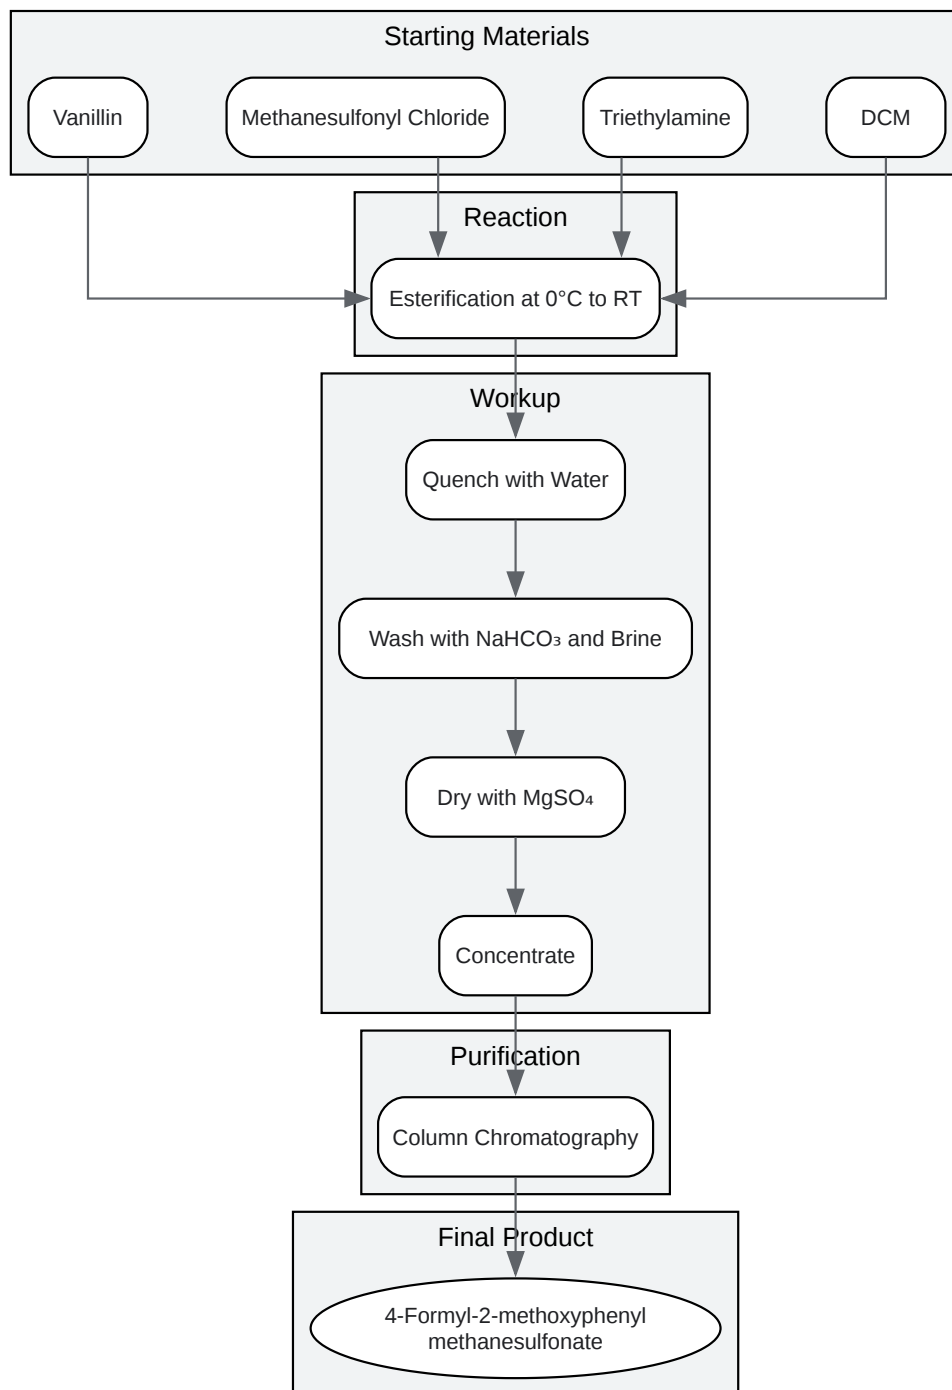 Starting Materials
Vanillin
Methanesulfonyl Chloride
Triethylamine
DCM
Reaction
Esterification at 0°C to RT
Workup
Quench with Water
Wash with NaHCO₃ and Brine
Dry with MgSO₄
Concentrate
Purification
Column Chromatography
Final Product
4-Formyl-2-methoxyphenyl
methanesulfonate